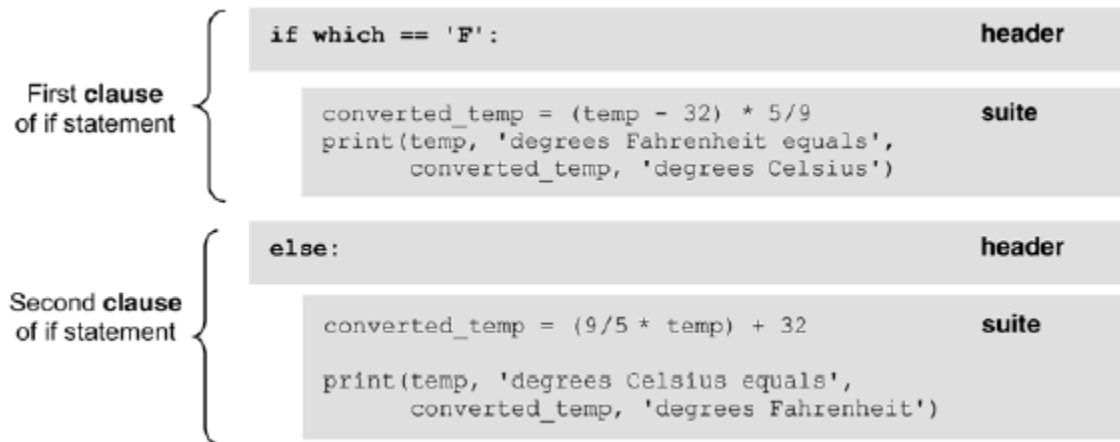 if which == 'F':
header
First clause
of if statement
converted_temp = (temp - 32) * 5/9
print(temp, 'degrees Fahrenheit equals',
converted_temp, 'degrees Celsius')
suite
else:
header
Second clause
of if statement
converted_temp = (9/5 * temp) + 32
print(temp, 'degrees Celsius equals',
converted_temp, 'degrees Fahrenheit')
suite